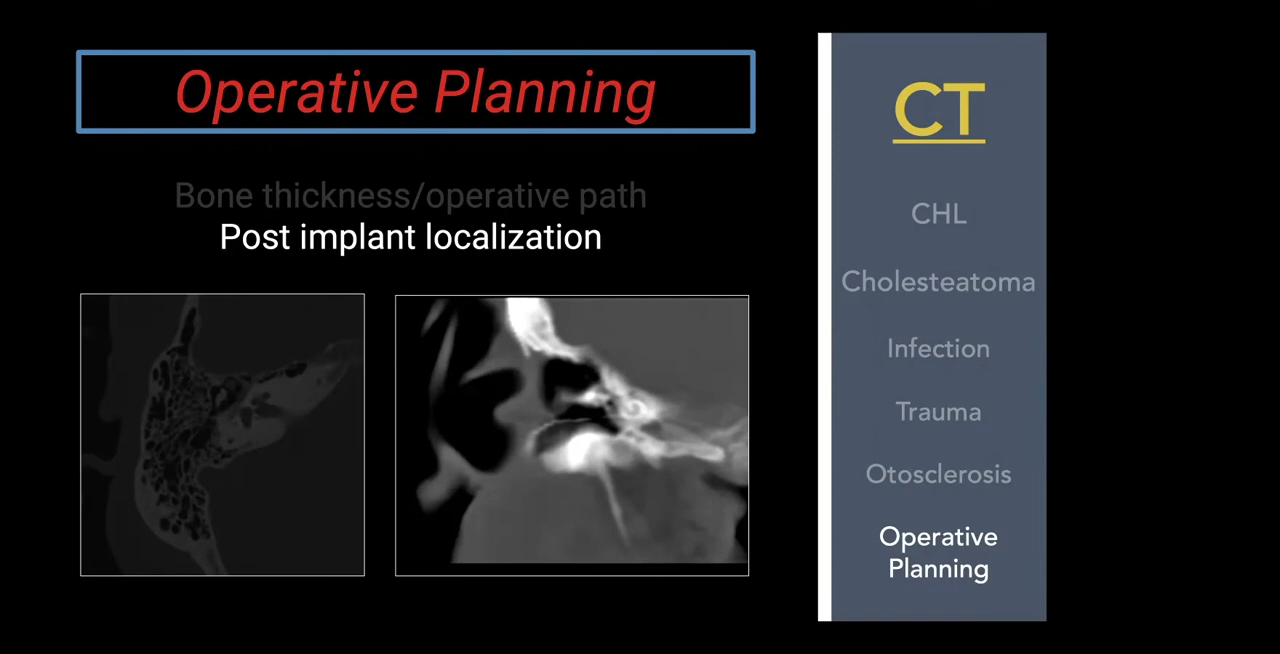 Operative Planning
Bone thickness/operative path
Post implant localization
CT
CHL
Cholesteatoma
Infection
Trauma
Otosclerosis
Operative
Planning